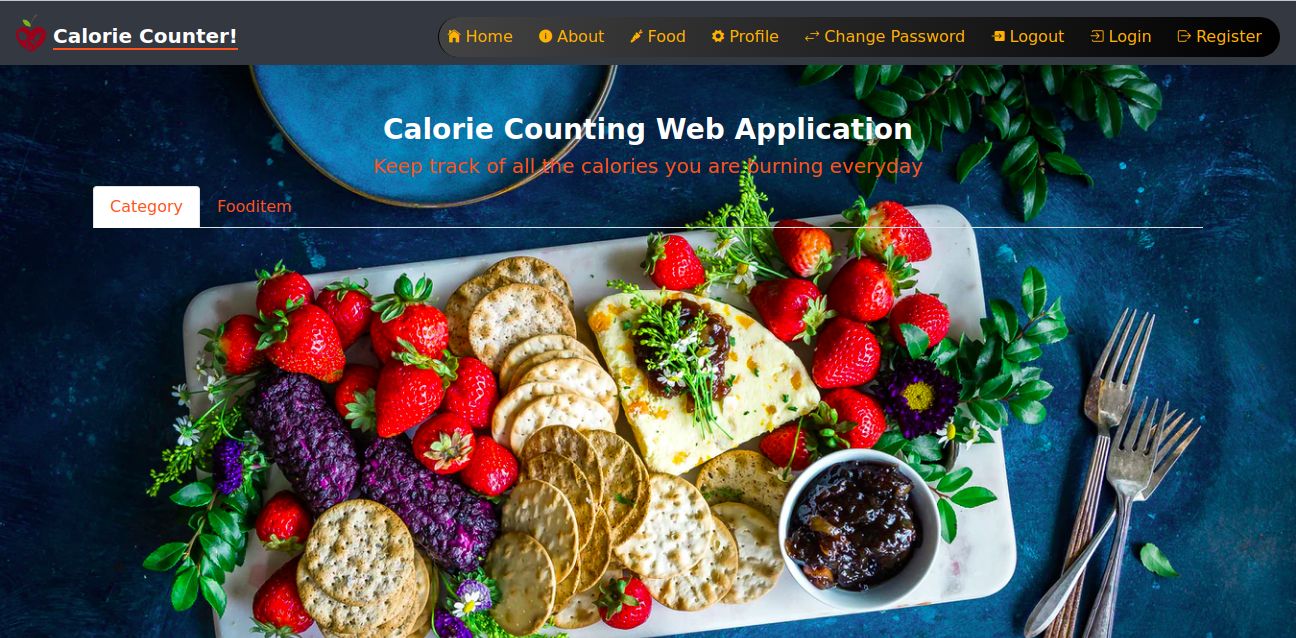 Calorie Counter!
Home About Food Profile Change Password Logout Login Register
Calorie Counting Web Application
Keep track of all the calories you are burning everyday
Category Fooditem